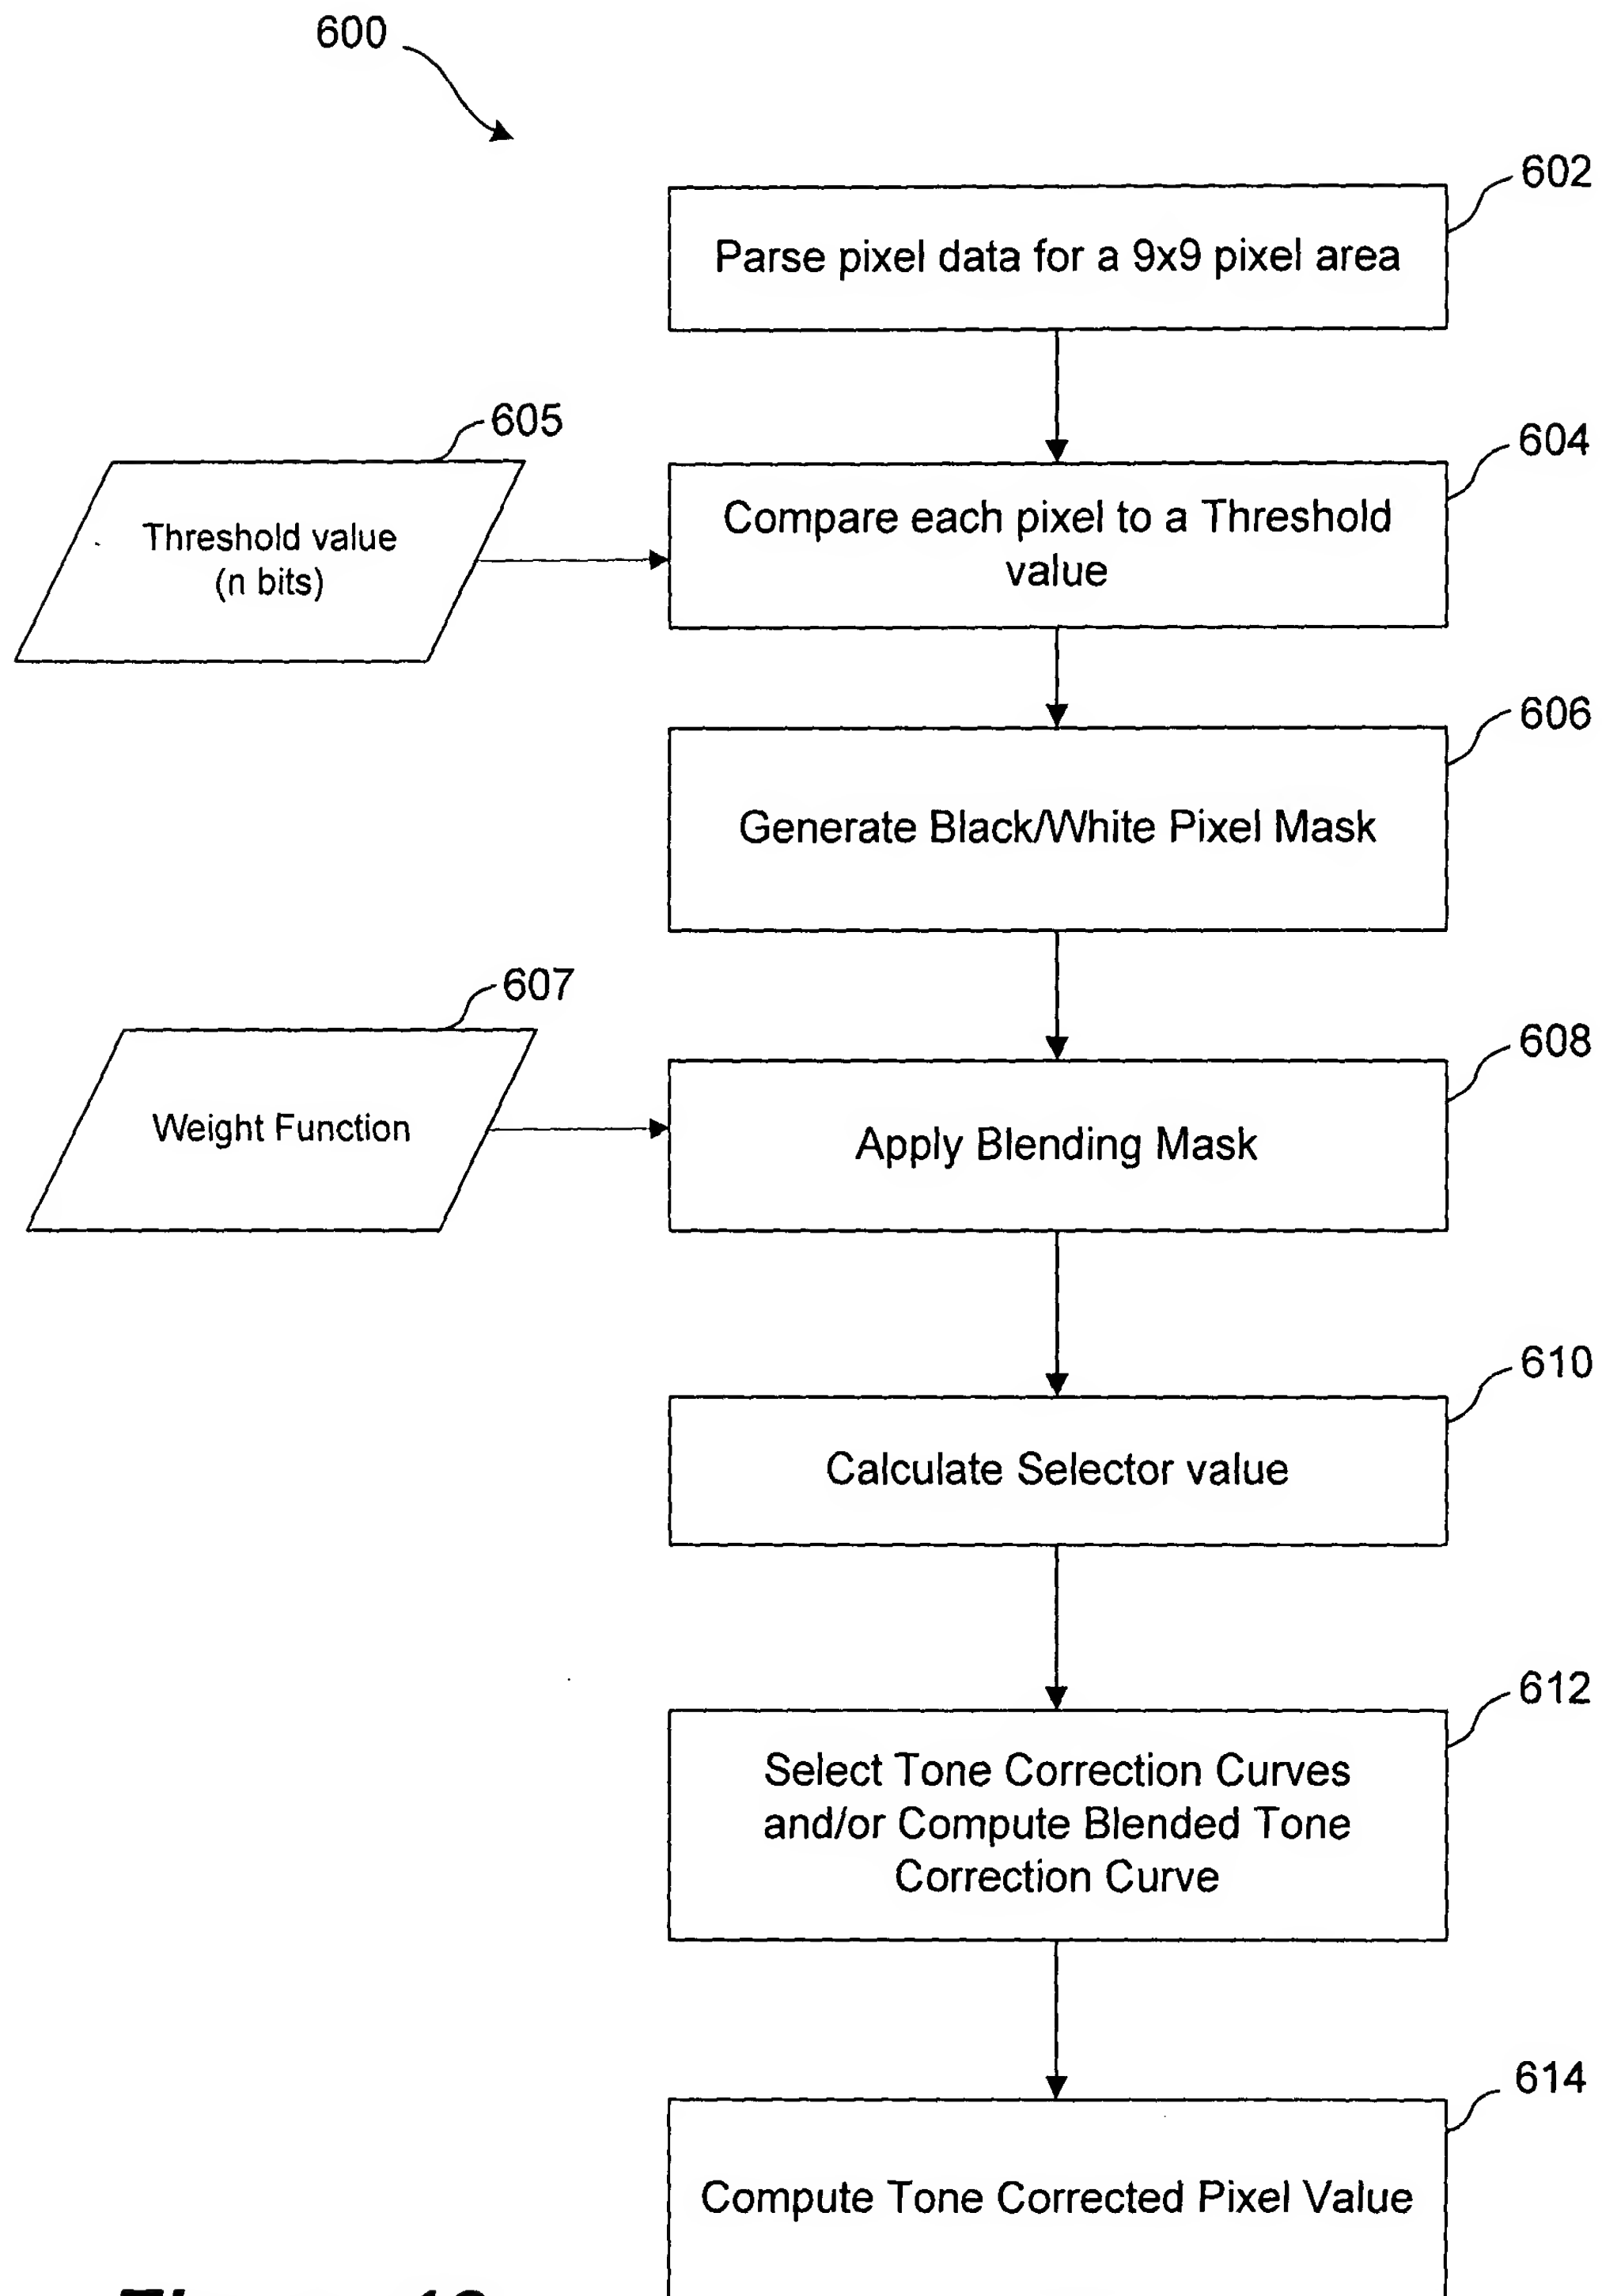 600
602
Parse pixel data for a 9x9 pixel area
605
604
Threshold value
(n bits)
Compare each pixel to a Threshold
value
606
Generate Black/White Pixel Mask
607
608
Weight Function
Apply Blending Mask
610
Calculate Selector value
612
Select Tone Correction Curves
and/or Compute Blended Tone
Correction Curve
614
Compute Tone Corrected Pixel Value